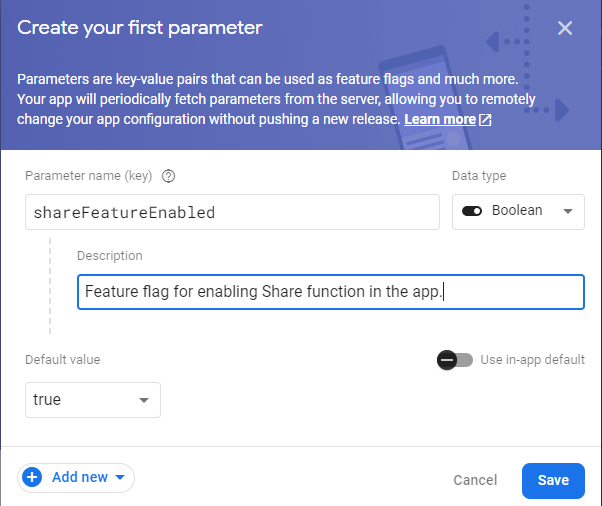 Create your first parameter
Parameters are key-value pairs that can be used as feature flags and much more.
Your app will periodically fetch parameters from the server, allowing you to remotely
change your app configuration without pushing a new release. Learn more
Parameter name (key)
Data type
shareFeatureEnabled
Boolean
Description
Feature flag for enabling Share function in the app.
Default value
Use in-app default
true
Add new
Cancel
Save